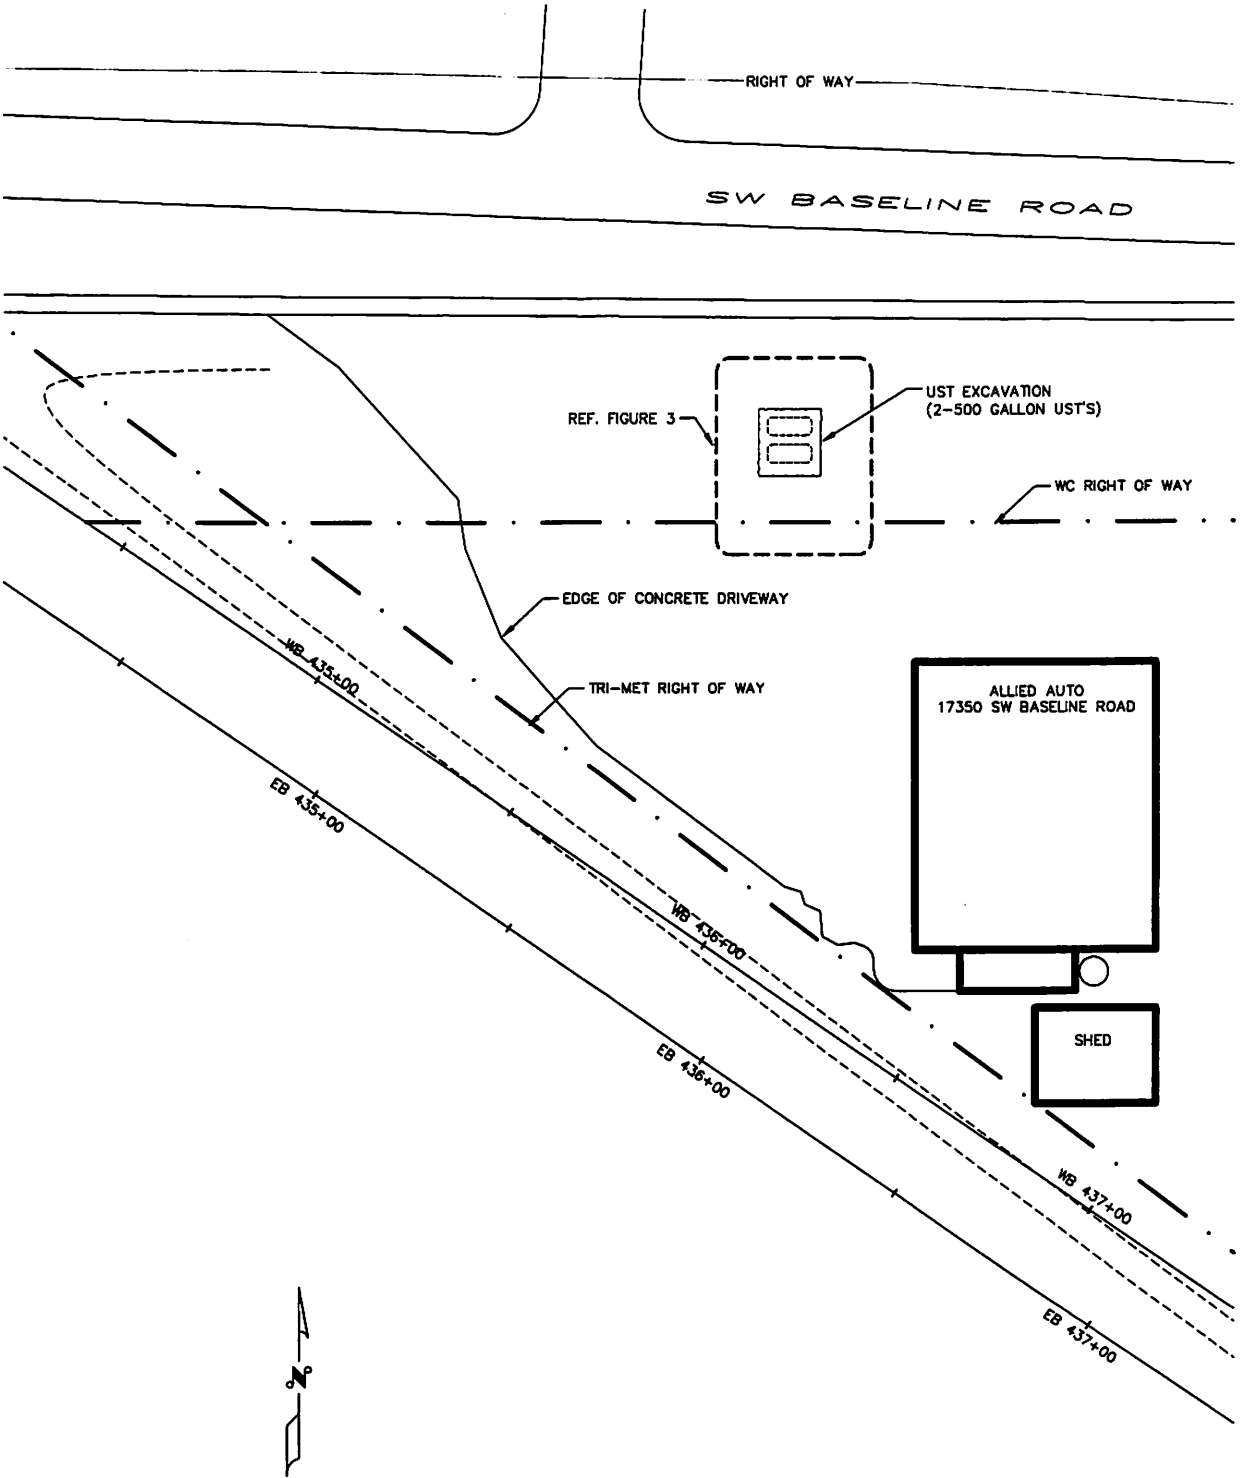 RIGHT OF WAY
SW BASELINE ROAD
UST EXCAVATION
(2-500 GALLON UST'S)
REF. FIGURE 3
WC RIGHT OF WAY
EDGE OF CONCRETE DRIVEWAY
WB 435+00
TRI-MET RIGHT OF WAY
ALLIED AUTO
17350 SW BASELINE ROAD
EB 435+00
WB 436+00
SHED
EB 436+00
WB 437+00
EB 437+00
N